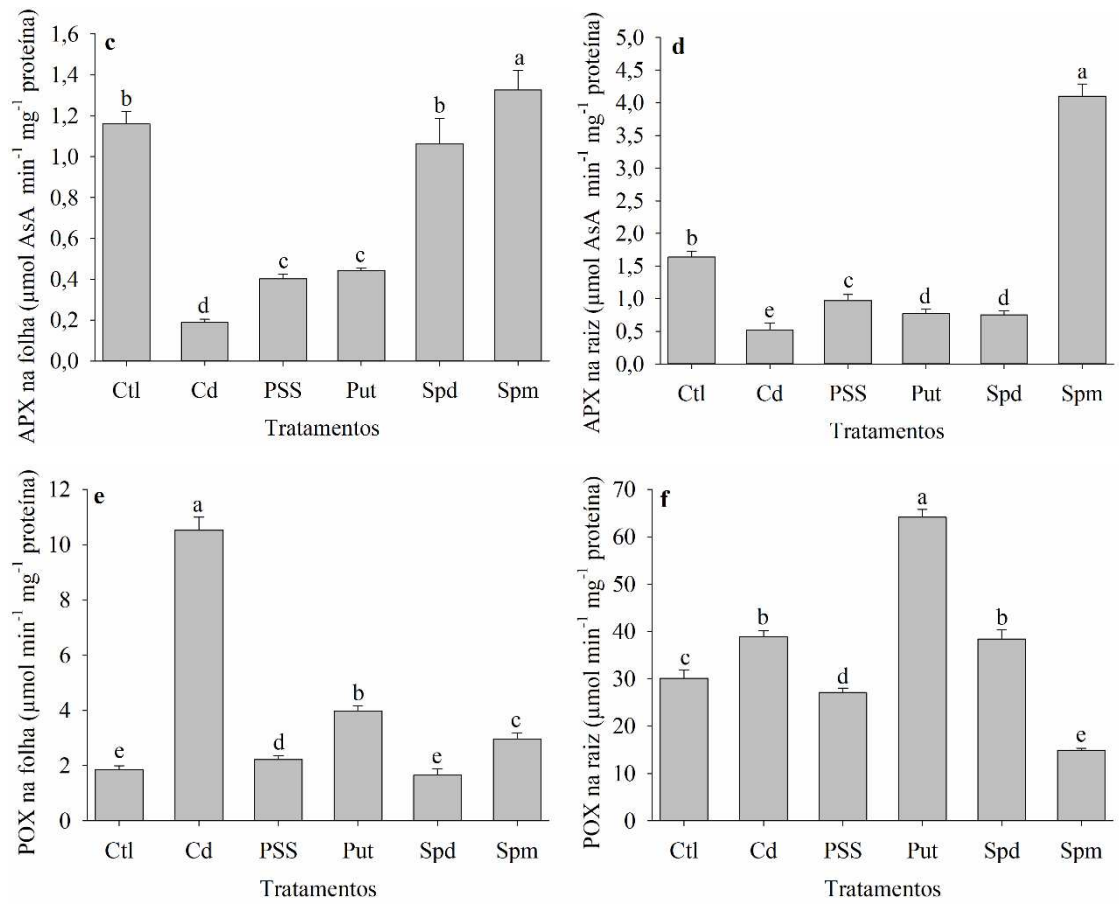 c
APX na folha (µmol AsA min⁻¹ mg⁻¹ proteína)
1,6
1,4
1,2
1,0
0,8
0,6
0,4
0,2
0,0
b
d
c
c
b
a
Ctl Cd PSS Put Spd Spm
Tratamentos
d
APX na raiz (µmol AsA min⁻¹ mg⁻¹ proteína)
5,0
4,5
4,0
3,5
3,0
2,5
2,0
1,5
1,0
0,5
0,0
b
e
c
d
d
a
Ctl Cd PSS Put Spd Spm
Tratamentos
e
POX na folha (µmol min⁻¹ mg⁻¹ proteína)
12
10
8
6
4
2
0
e
a
d
b
e
c
Ctl Cd PSS Put Spd Spm
Tratamentos
f
POX na raiz (µmol min⁻¹ mg⁻¹ proteína)
70
60
50
40
30
20
10
0
c
b
d
a
b
e
Ctl Cd PSS Put Spd Spm
Tratamentos